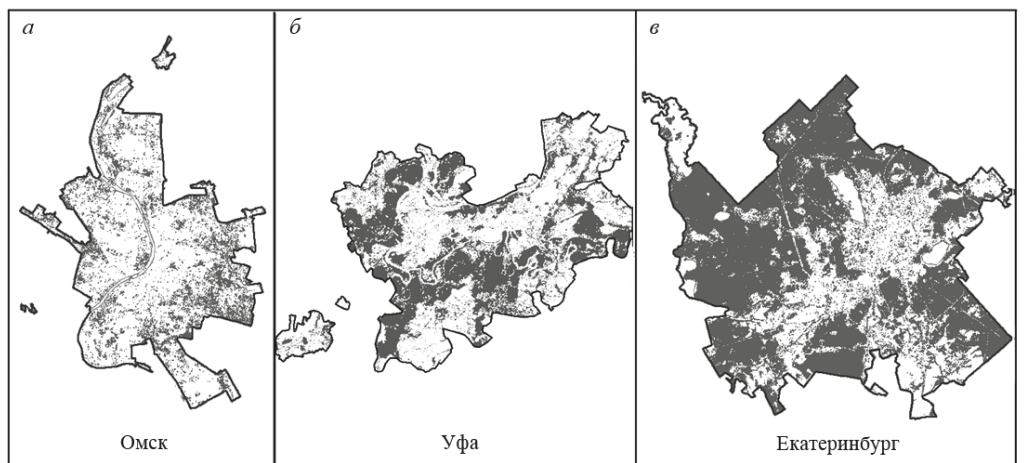 а
б
в
Омск
Уфа
Екатеринбург